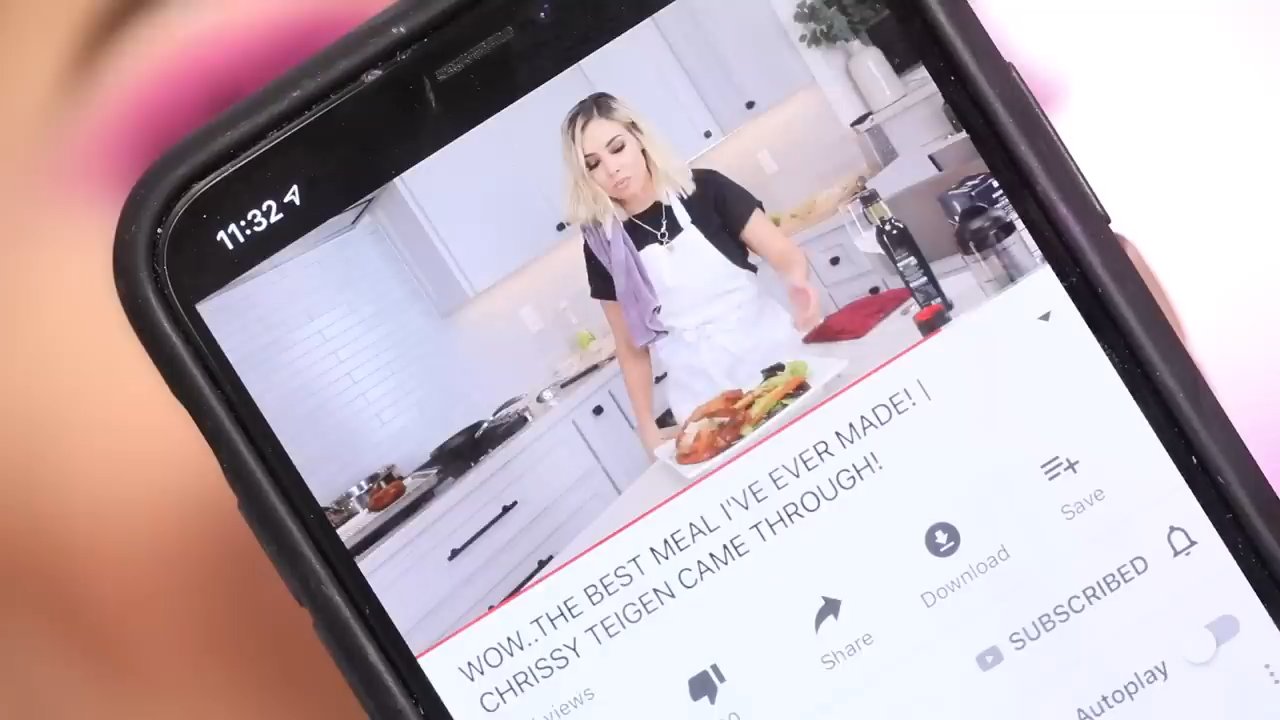 11:32
WOW..THE BEST MEAL I'VE EVER MADE! |
CHRISSY TEIGEN CAME THROUGH!
views
Share
Download
Save
SUBSCRIBED
Autoplay